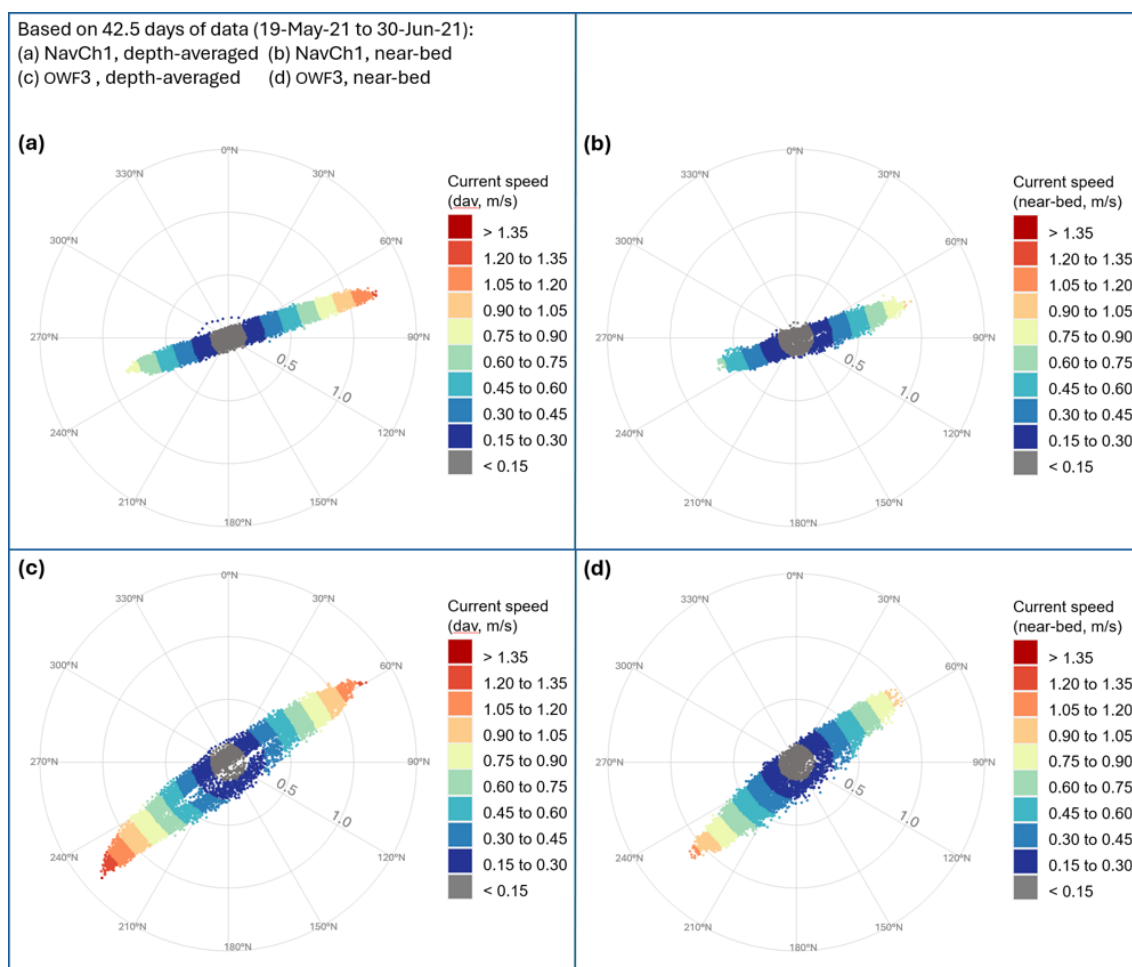 Based on 42.5 days of data (19-May-21 to 30-Jun-21):
(a) NavCh1, depth-averaged (b) NavCh1, near-bed
(c) OWF3 , depth-averaged (d) OWF3, near-bed
(a)
0°N
30°N
60°N
90°N
120°N
150°N
180°N
210°N
240°N
270°N
300°N
330°N
0.5
1.0
Current speed
(dav, m/s)
> 1.35
1.20 to 1.35
1.05 to 1.20
0.90 to 1.05
0.75 to 0.90
0.60 to 0.75
0.45 to 0.60
0.30 to 0.45
0.15 to 0.30
< 0.15
(b)
0°N
30°N
60°N
90°N
120°N
150°N
180°N
210°N
240°N
270°N
300°N
330°N
0.5
1.0
Current speed
(near-bed, m/s)
> 1.35
1.20 to 1.35
1.05 to 1.20
0.90 to 1.05
0.75 to 0.90
0.60 to 0.75
0.45 to 0.60
0.30 to 0.45
0.15 to 0.30
< 0.15
(c)
0°N
30°N
60°N
90°N
120°N
150°N
180°N
210°N
240°N
270°N
300°N
330°N
0.5
1.0
Current speed
(dav, m/s)
> 1.35
1.20 to 1.35
1.05 to 1.20
0.90 to 1.05
0.75 to 0.90
0.60 to 0.75
0.45 to 0.60
0.30 to 0.45
0.15 to 0.30
< 0.15
(d)
0°N
30°N
60°N
90°N
120°N
150°N
180°N
210°N
240°N
270°N
300°N
330°N
0.5
1.0
Current speed
(near-bed, m/s)
> 1.35
1.20 to 1.35
1.05 to 1.20
0.90 to 1.05
0.75 to 0.90
0.60 to 0.75
0.45 to 0.60
0.30 to 0.45
0.15 to 0.30
< 0.15